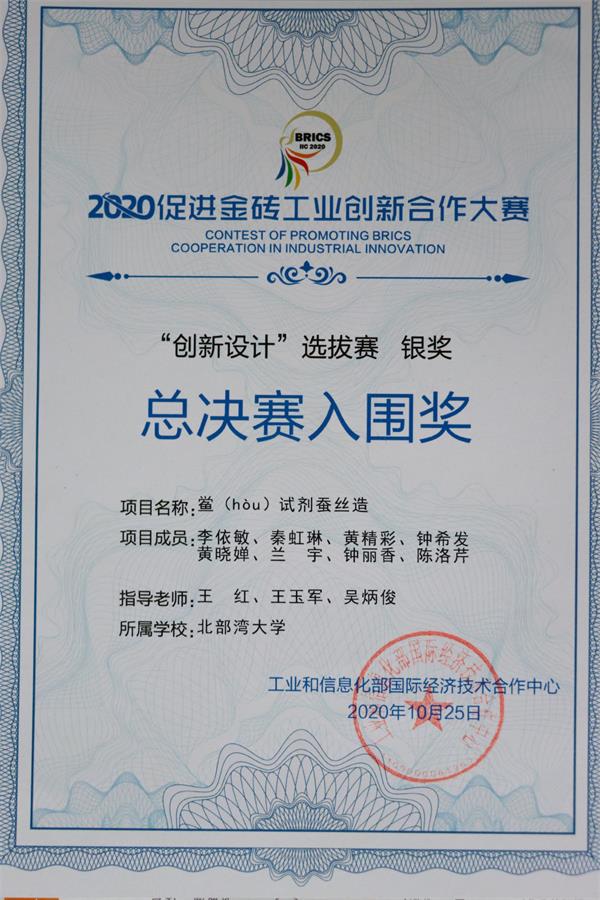 BRICS
IIC 2020
2020促进金砖工业创新合作大赛
CONTEST OF PROMOTING BRICS
COOPERATION IN INDUSTRIAL INNOVATION
“创新设计”选拔赛 银奖
总决赛入围奖
项目名称:鲎（hòu）试剂蚕丝造
项目成员:李依敏、秦虹琳、黄精彩、钟希发
黄晓婵、兰 宇、钟丽香、陈洛芹
指导老师:王 红、王玉军、吴炳俊
所属学校:北部湾大学
工业和信息化部国际经济技术合作中心
2020年10月25日